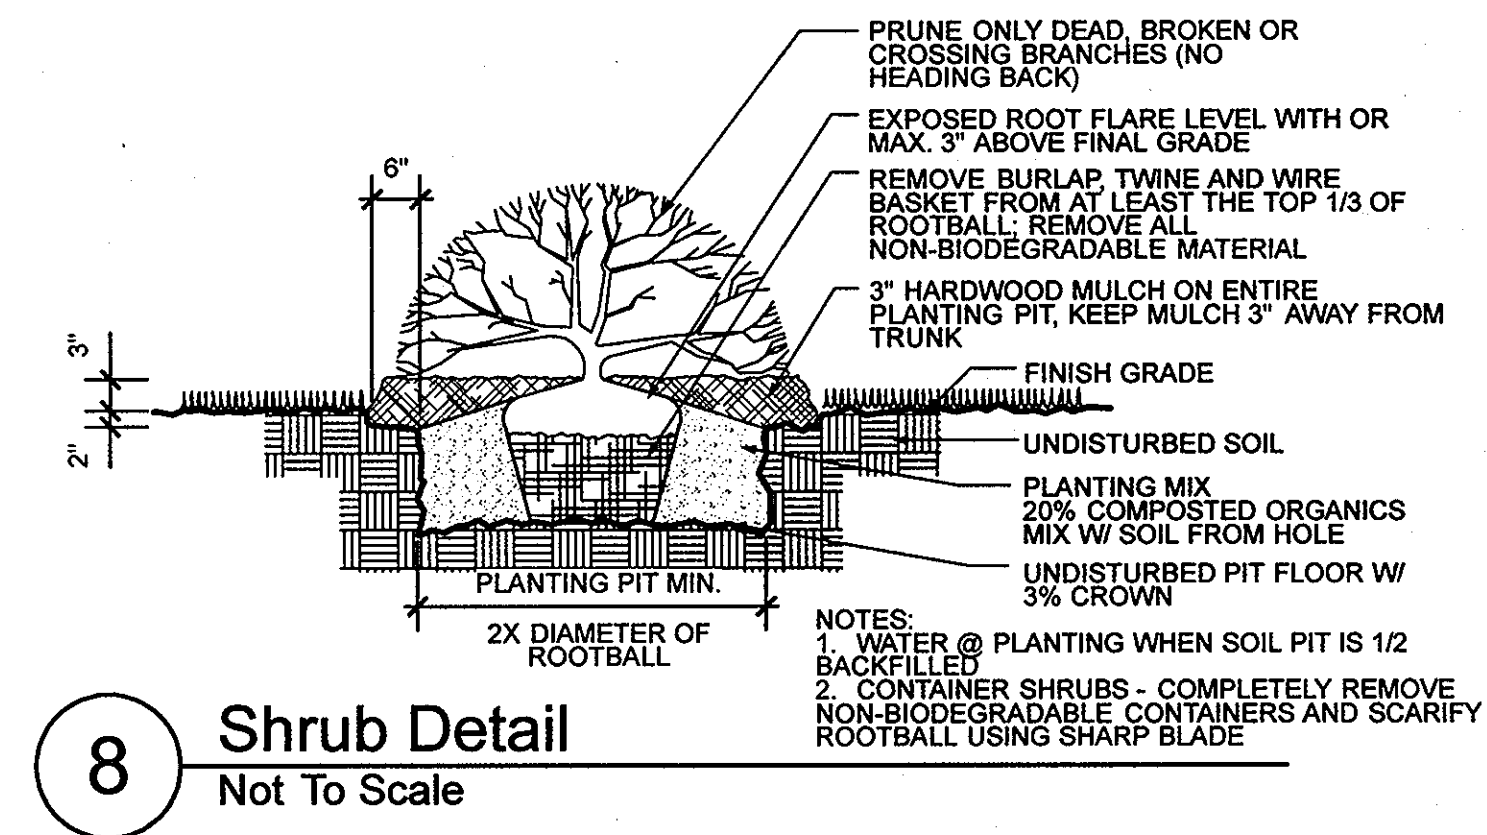 PRUNE ONLY DEAD, BROKEN OR
CROSSING BRANCHES (NO
HEADING BACK)
EXPOSED ROOT FLARE LEVEL WITH OR
MAX. 3" ABOVE FINAL GRADE
6"
REMOVE BURLAP, TWINE AND WIRE
BASKET FROM AT LEAST THE TOP 1/3 OF
ROOTBALL; REMOVE ALL
NON-BIODEGRADABLE MATERIAL
3" HARDWOOD MULCH ON ENTIRE
PLANTING PIT, KEEP MULCH 3" AWAY FROM
TRUNK
3"
FINISH GRADE
2"
UNDISTURBED SOIL
PLANTING MIX
20% COMPOSTED ORGANICS
MIX W/ SOIL FROM HOLE
UNDISTURBED PIT FLOOR W/
3% CROWN
PLANTING PIT MIN.
2X DIAMETER OF
ROOTBALL
NOTES:
1. WATER @ PLANTING WHEN SOIL PIT IS 1/2
BACKFILLED
2. CONTAINER SHRUBS - COMPLETELY REMOVE
NON-BIODEGRADABLE CONTAINERS AND SCARIFY
ROOTBALL USING SHARP BLADE
8
Shrub Detail
Not To Scale